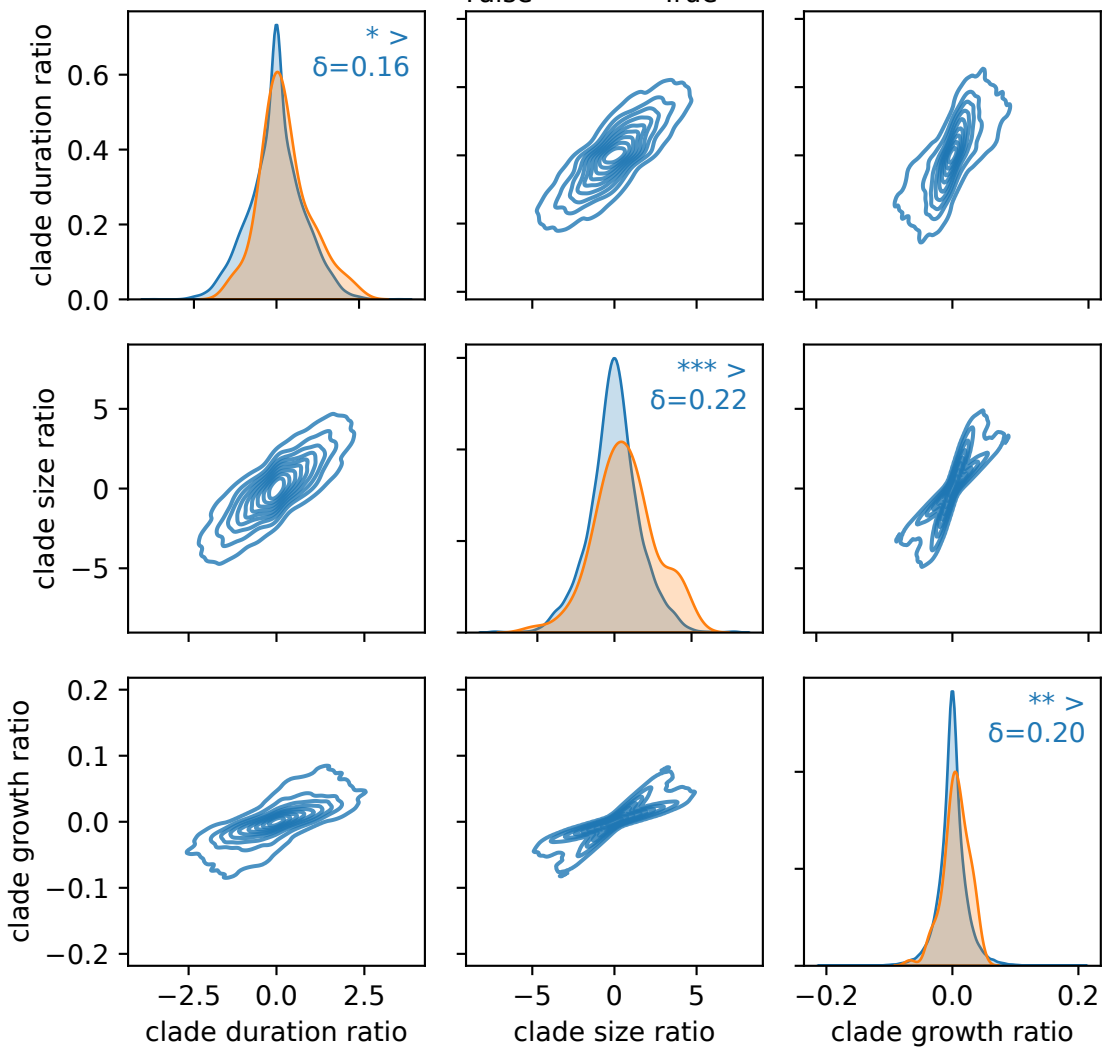 clade duration ratio
0.6
0.4
0.2
0.0
* >
δ=0.16
clade size ratio
5
0
−5
*** >
δ=0.22
clade growth ratio
0.2
0.1
0.0
−0.1
−0.2
** >
δ=0.20
−2.5 0.0 2.5
−5 0 5
−0.2 0.0 0.2
clade duration ratio
clade size ratio
clade growth ratio